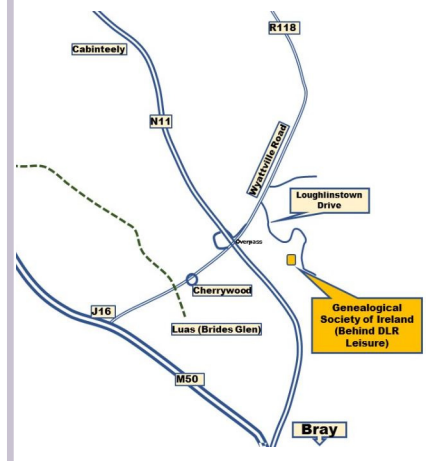 R118
Cabinteely
N11
Wyattville Road
Loughlinstown
Drive
Overpass
Cherrywood
Genealogical
Society of Ireland
(Behind DLR
Leisure)
J16
Luas (Brides Glen)
M50
Bray